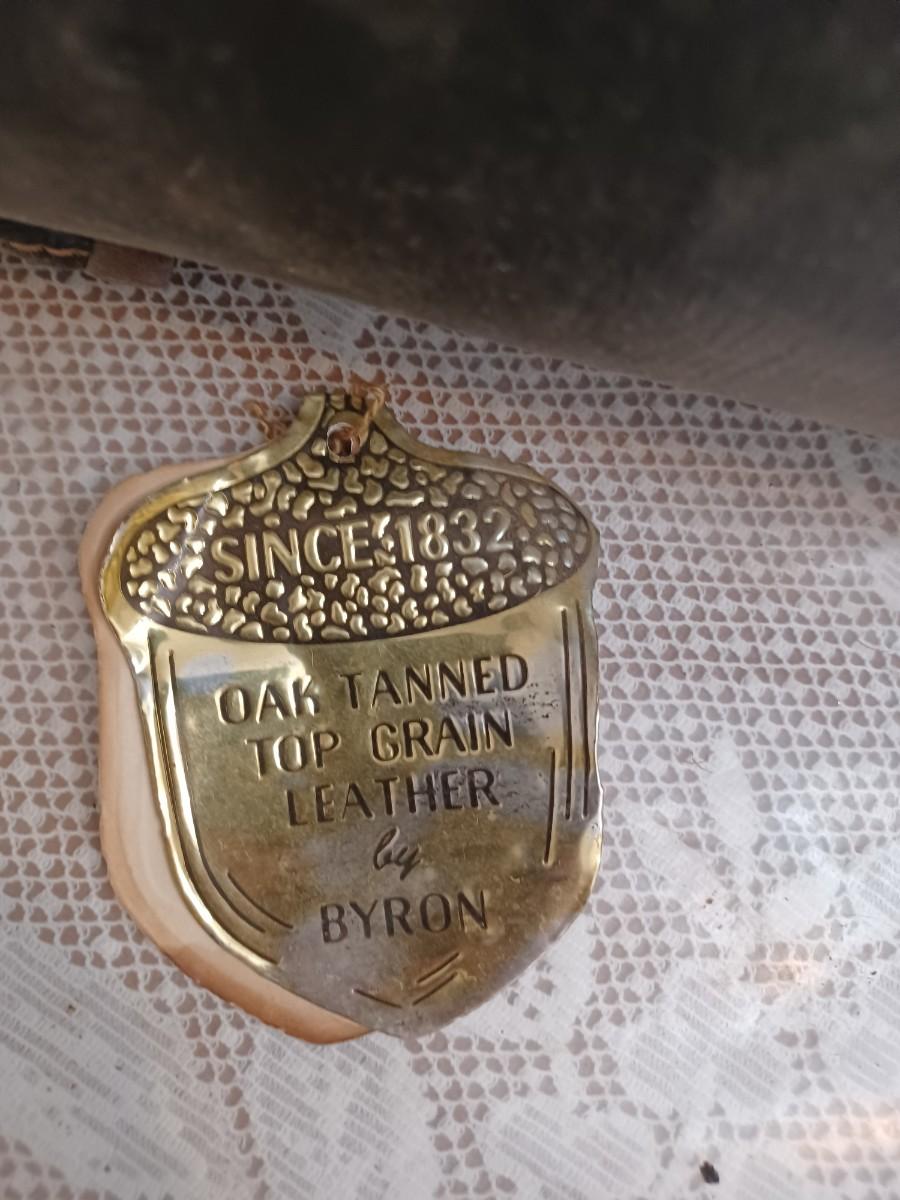 SINCE 1832
OAK TANNED
TOP GRAIN
LEATHER
by
BYRON